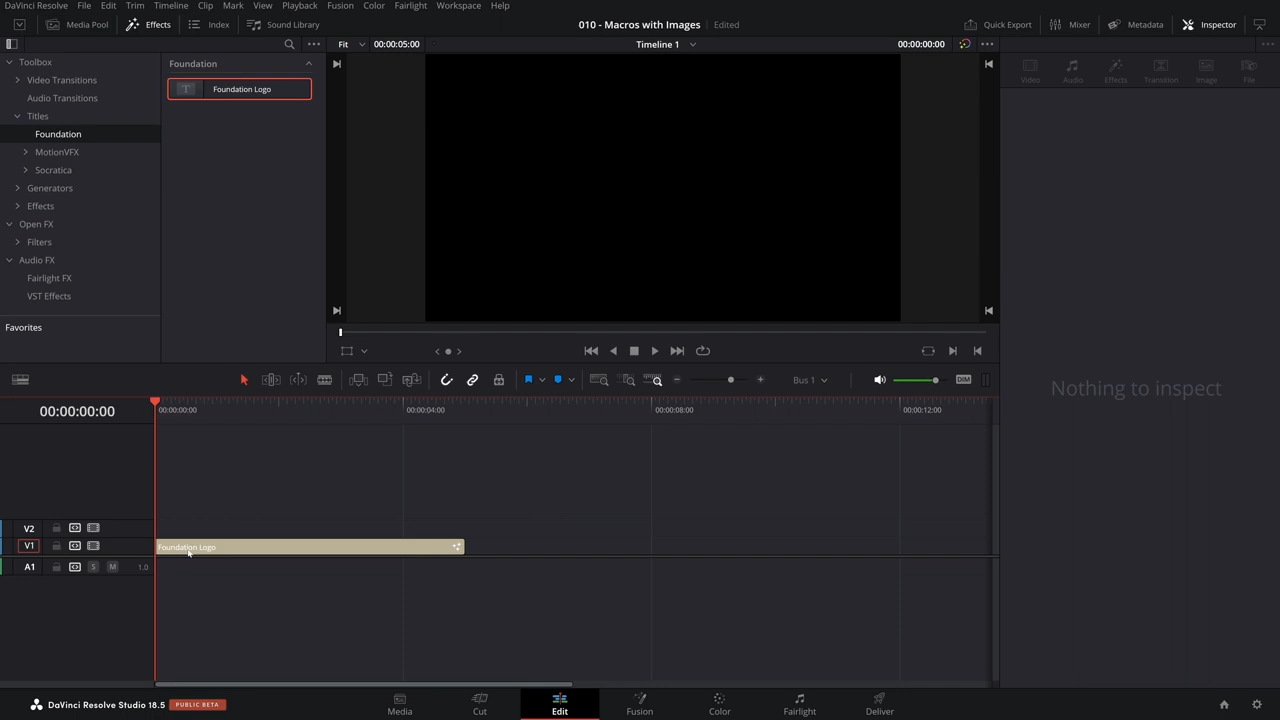 DaVinci Resolve File Edit Trim Timeline Clip Mark View Playback Fusion Color Fairlight Workspace Help
Media Pool Effects Index Sound Library 010 - Macros with Images Edited Quick Export Mixer Metadata Inspector
Fit 00:00:05:00 Timeline 1 00:00:00:00
Toolbox
Video Transitions
Audio Transitions
Titles
Foundation
MotionVFX
Socratica
Generators
Effects
Open FX
Filters
Audio FX
Fairlight FX
VST Effects
Favorites
Foundation
T Foundation Logo
Video Audio Effects Transition Image File
Nothing to inspect
Bus 1 DIM
00:00:00:00
00:00:00:00 00:00:04:00 00:00:08:00 00:00:12:00
V2
V1 Foundation Logo
A1 S M 1.0
DaVinci Resolve Studio 18.5 PUBLIC BETA
Media Cut Edit Fusion Color Fairlight Deliver